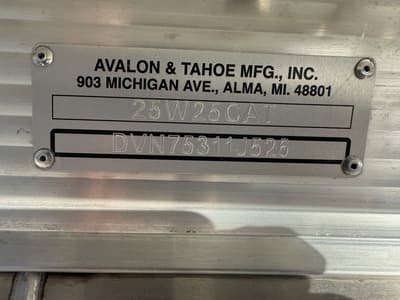 AVALON & TAHOE MFG., INC.
903 MICHIGAN AVE., ALMA, MI. 48801
25W25CAT
DVN75311J526